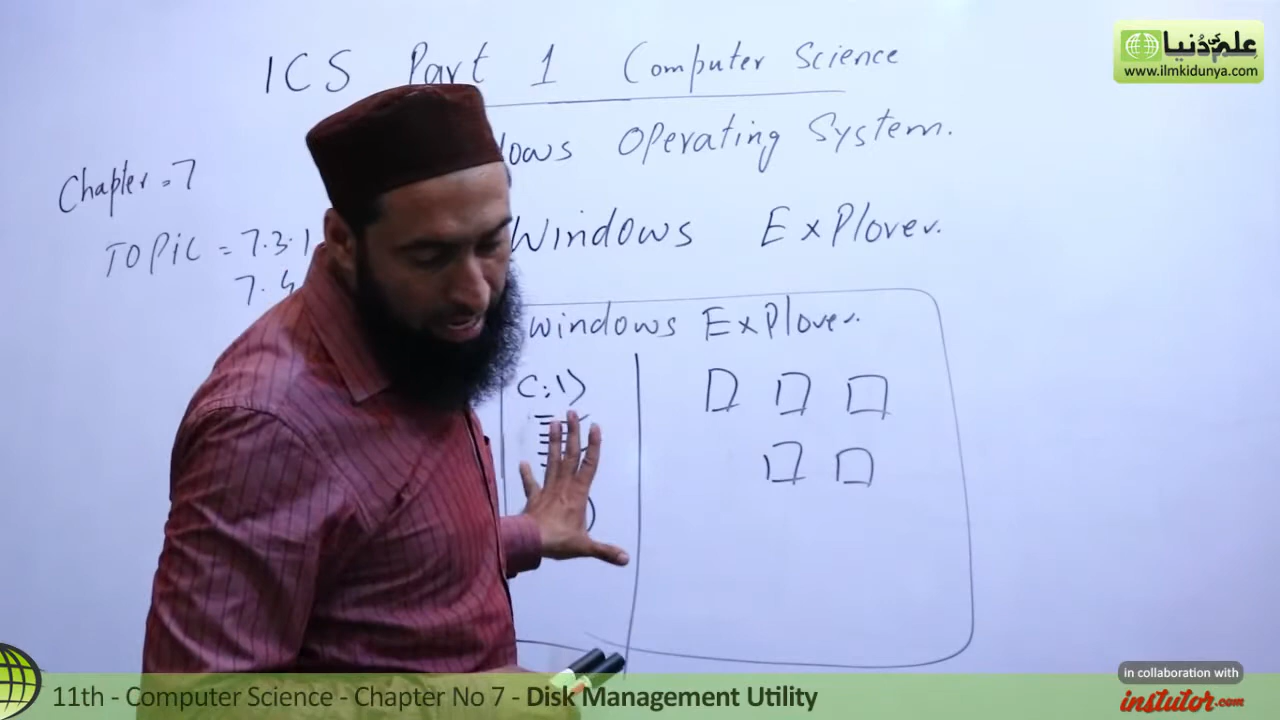 ICS Part 1 Computer Science
Operating System.
Chapter = 7
TOPIC = 7.3.1
Windows Explorer.
windows Explorer.
C:\)
علم کی دُنیا
www.ilmkidunya.com
in collaboration with
instutor.com
11th - Computer Science - Chapter No 7 - Disk Management Utility